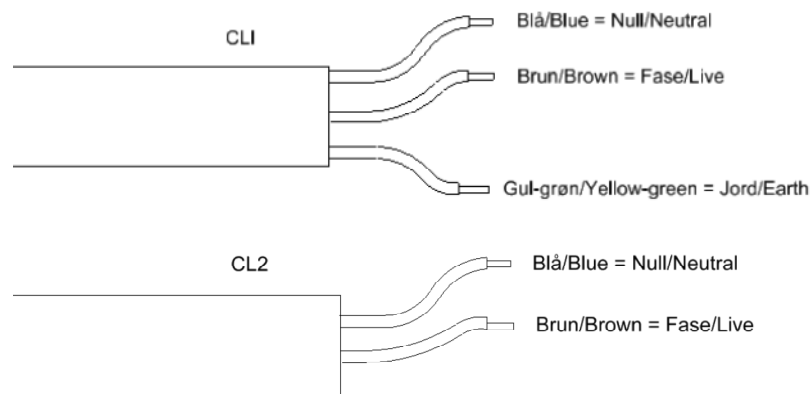 CL1
Blå/Blue = Null/Neutral
Brun/Brown = Fase/Live
Gul-grøn/Yellow-green = Jord/Earth
CL2
Blå/Blue = Null/Neutral
Brun/Brown = Fase/Live